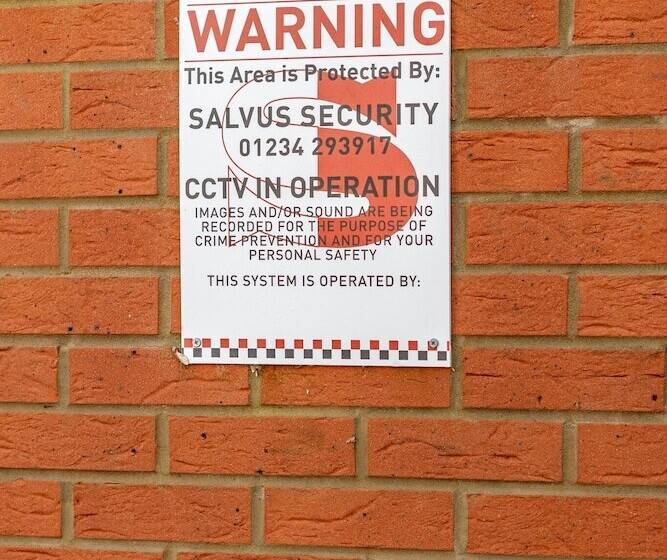 WARNING
This Area is Protected By:
SALVUS SECURITY
01234 293917
CCTV IN OPERATION
IMAGES AND/OR SOUND ARE BEING
RECORDED FOR THE PURPOSE OF
CRIME PREVENTION AND FOR YOUR
PERSONAL SAFETY
THIS SYSTEM IS OPERATED BY: